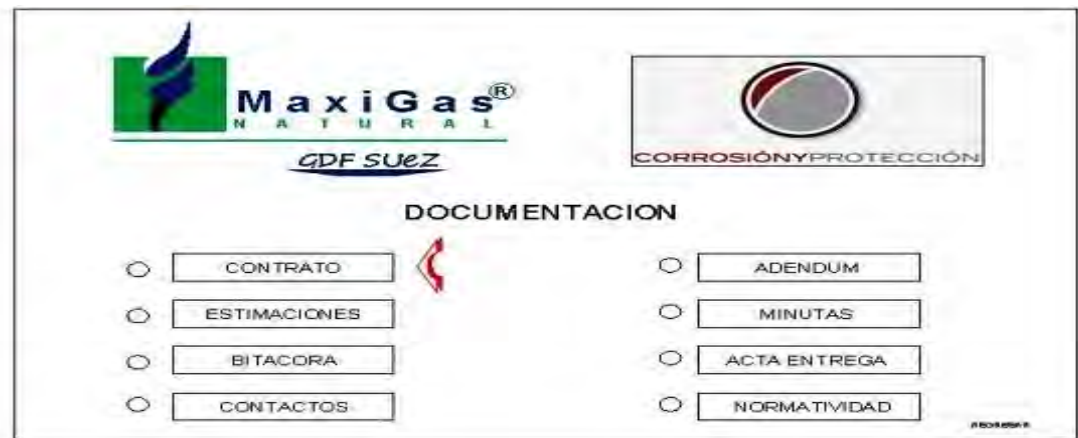 MaxiGas®
NATURAL
GDF SUEZ
CORROSIÓNYPROTECCIÓN
DOCUMENTACION
CONTRATO
ADENDUM
ESTIMACIONES
MINUTAS
BITACORA
ACTA ENTREGA
CONTACTOS
NORMATIVIDAD